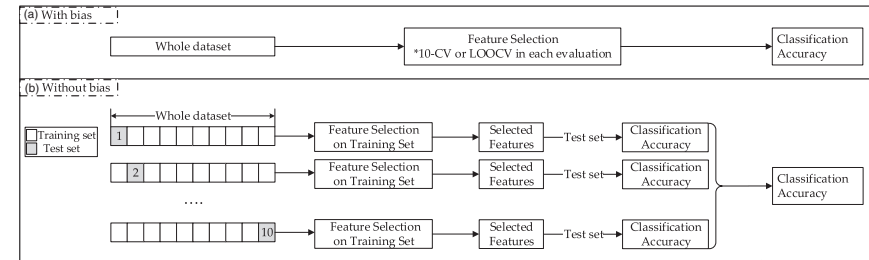 (a) With bias
Whole dataset
Feature Selection
*10-CV or LOOCV in each evaluation
Classification
Accuracy
(b) Without bias
Training set
Test set
Whole dataset
1
Feature Selection
on Training Set
Selected
Features
Test set
Classification
Accuracy
2
Feature Selection
on Training Set
Selected
Features
Test set
Classification
Accuracy
....
10
Feature Selection
on Training Set
Selected
Features
Test set
Classification
Accuracy
Classification
Accuracy